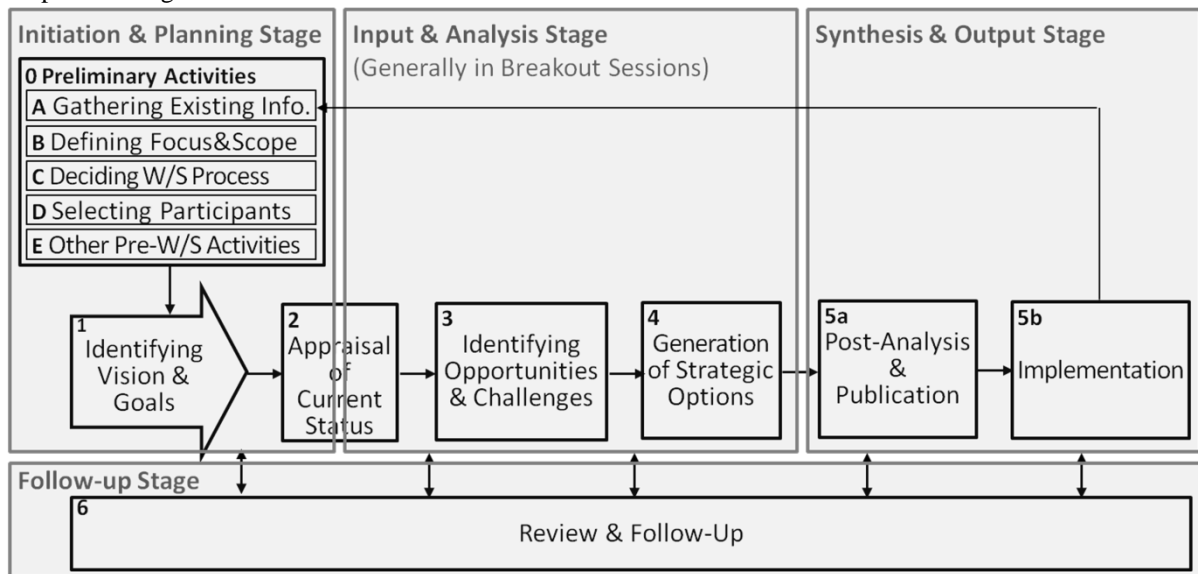 Initiation & Planning Stage
0 Preliminary Activities
A Gathering Existing Info.
B Defining Focus&Scope
C Deciding W/S Process
D Selecting Participants
E Other Pre-W/S Activities
1
Identifying
Vision &
Goals
2
Appraisal
of
Current
Status
Input & Analysis Stage
(Generally in Breakout Sessions)
3
Identifying
Opportunities
& Challenges
4
Generation
of Strategic
Options
Synthesis & Output Stage
5a
Post-Analysis
&
Publication
5b
Implementation
Follow-up Stage
6
Review & Follow-Up